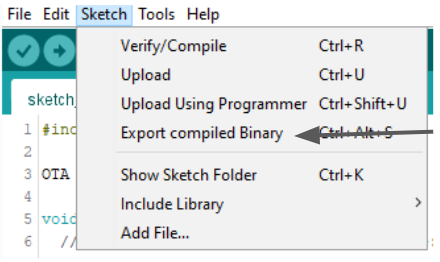 File Edit Sketch Tools Help
Verify/Compile Ctrl+R
Upload Ctrl+U
sketch_
Upload Using Programmer Ctrl+Shift+U
1 #inc
Export compiled Binary Ctrl+Alt+S
2
3 OTA
Show Sketch Folder Ctrl+K
4
Include Library
5 void
6 //
Add File...